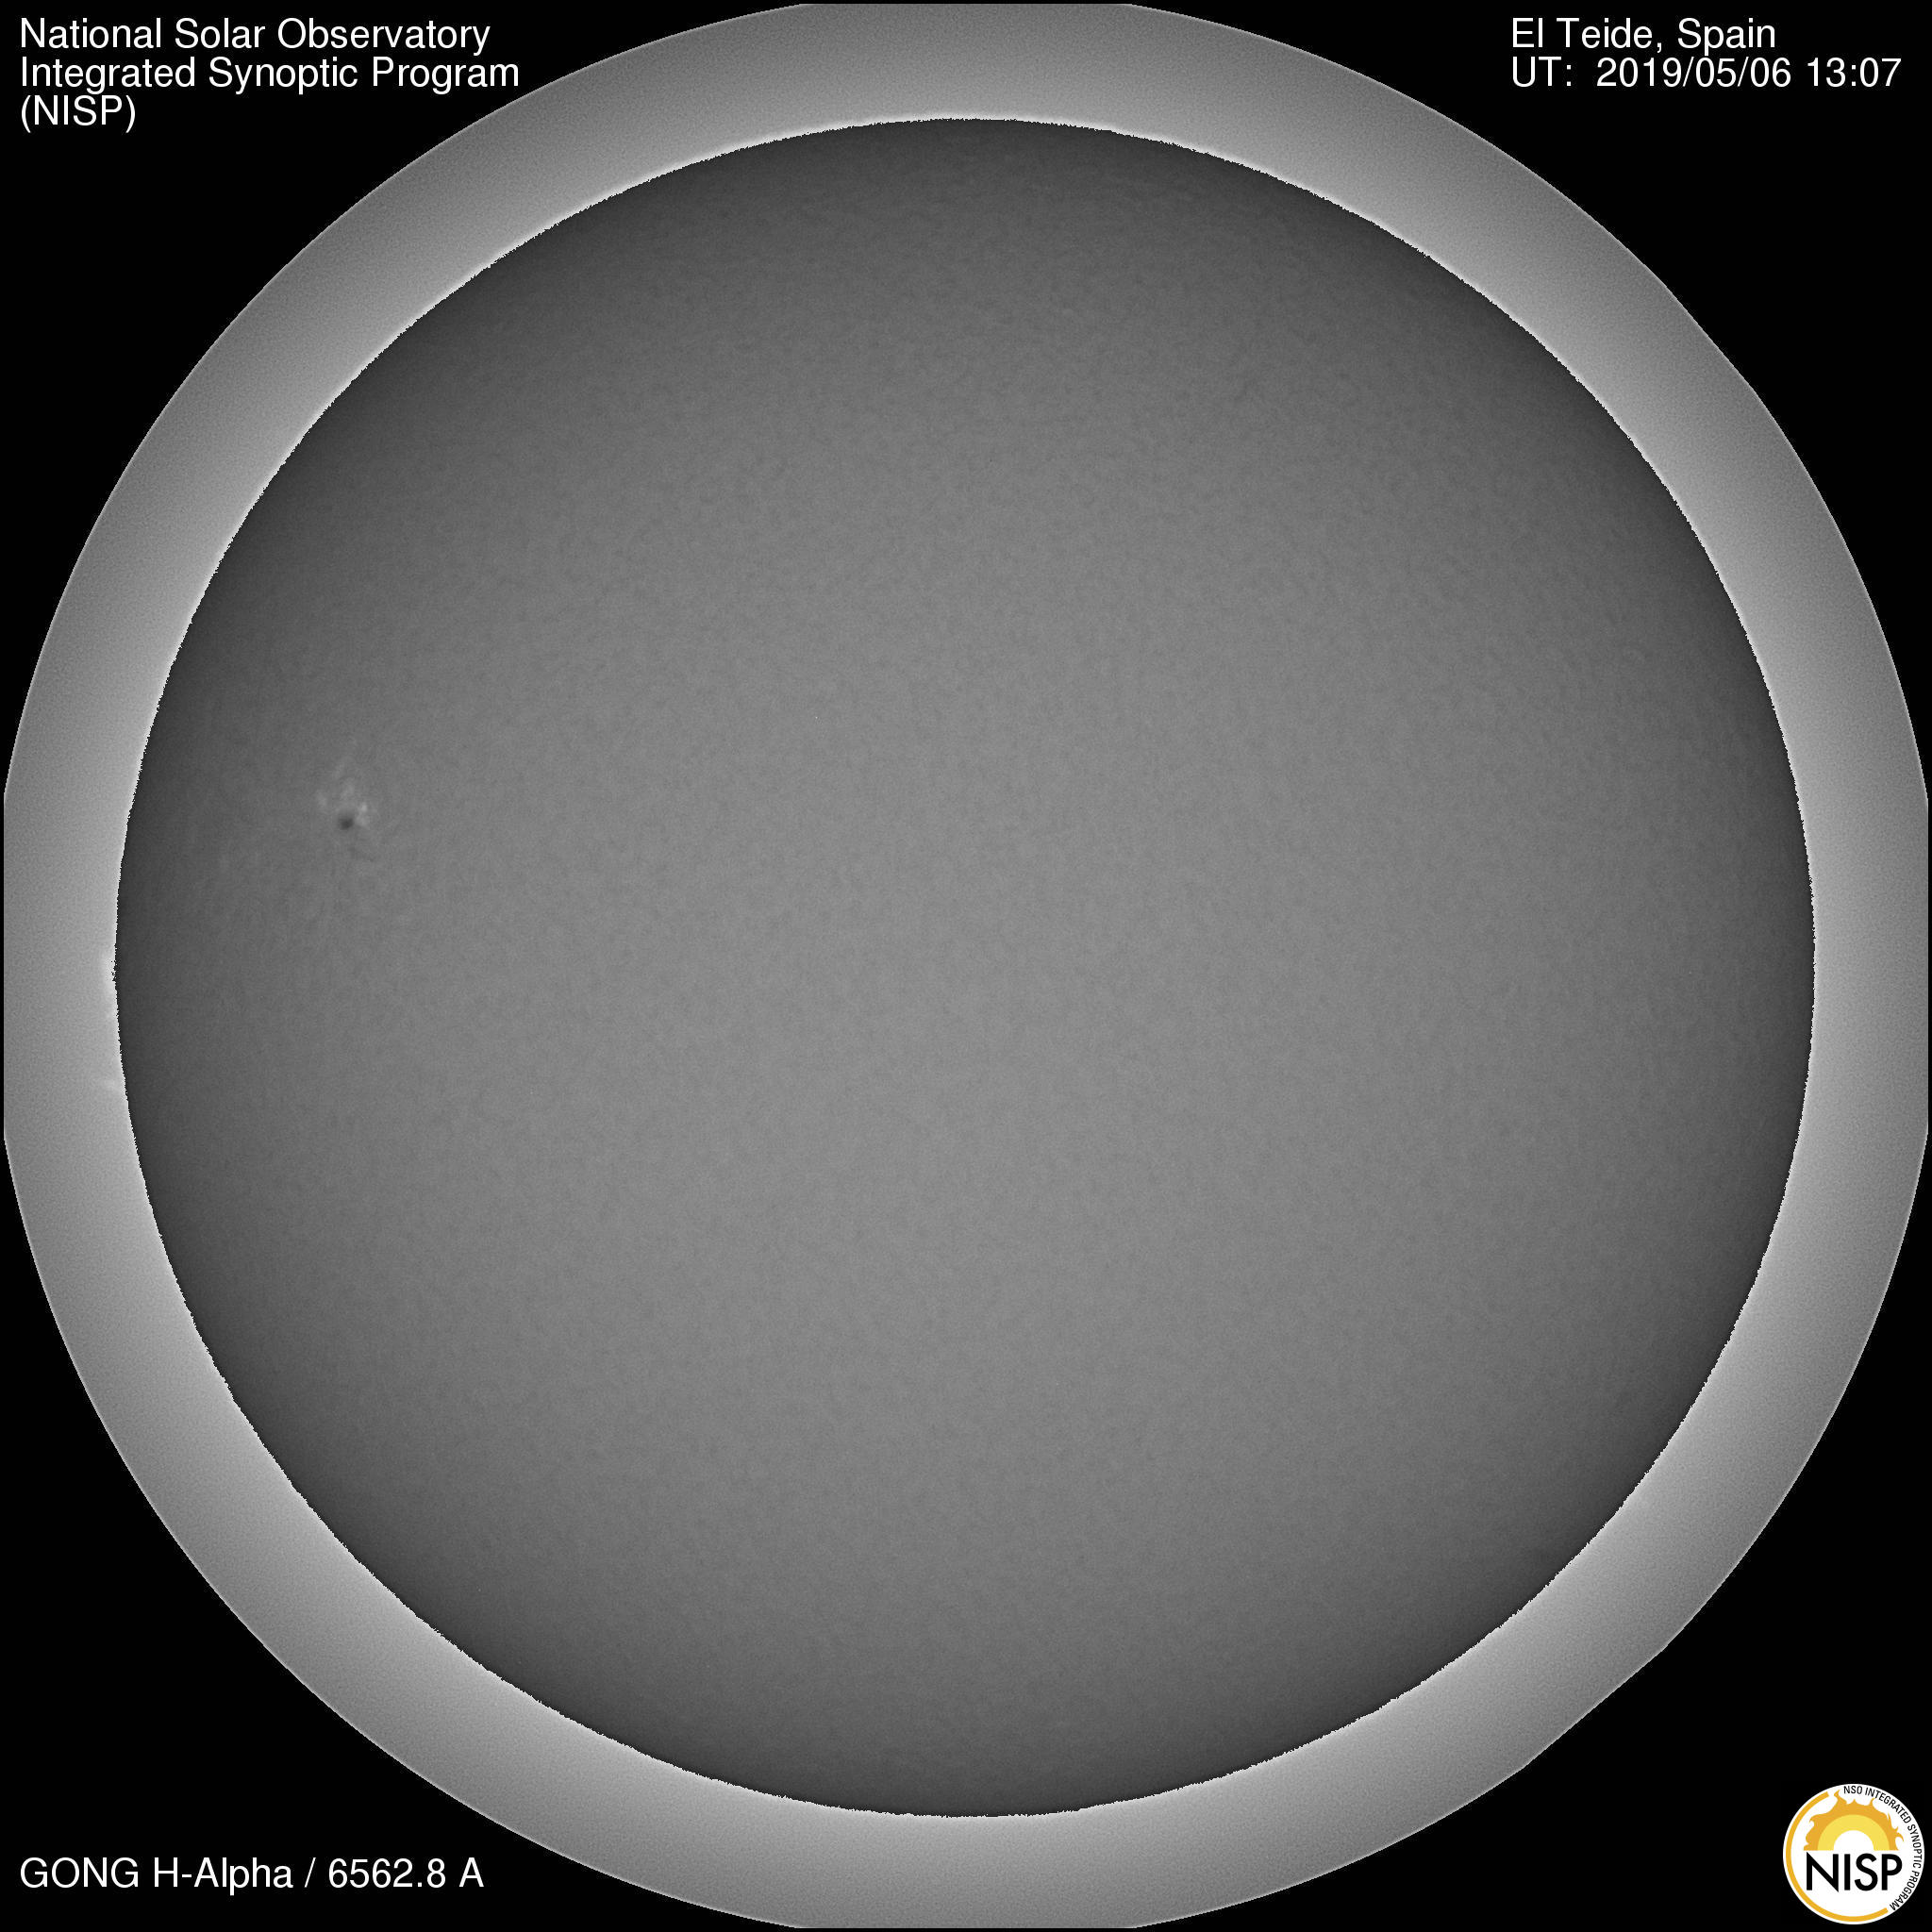 National Solar Observatory
Integrated Synoptic Program
(NISP)
El Teide, Spain
UT: 2019/05/06 13:07
GONG H-Alpha / 6562.8 A
NSO INTEGRATED SYNOPTIC PROGRAM
NISP